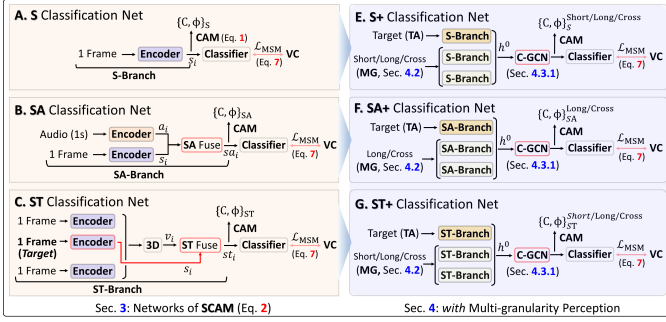 A. S Classification Net
{C, ϕ}S
CAM (Eq. 1)
1 Frame
Encoder
si
Classifier
ℒMSM
(Eq. 7)
VC
S-Branch
B. SA Classification Net
{C, ϕ}SA
CAM
Audio (1s)
Encoder
ai
1 Frame
Encoder
si
SA Fuse
sai
Classifier
ℒMSM
(Eq. 7)
VC
SA-Branch
C. ST Classification Net
{C, ϕ}ST
CAM
1 Frame
Encoder
1 Frame
(Target)
Encoder
1 Frame
Encoder
3D
vi
ST Fuse
si
sti
Classifier
ℒMSM
(Eq. 7)
VC
ST-Branch
Sec. 3: Networks of SCAM (Eq. 2)
E. S+ Classification Net
{C, ϕ}S Short/Long/Cross
CAM
Target (TA)
S-Branch
Short/Long/Cross
(MG, Sec. 4.2)
S-Branch
S-Branch
h0
C-GCN
(Sec. 4.3.1)
Classifier
ℒMSM
(Eq. 7)
VC
F. SA+ Classification Net
{C, ϕ}SA Long/Cross
CAM
Target (TA)
SA-Branch
Long/Cross
(MG, Sec. 4.2)
SA-Branch
SA-Branch
h0
C-GCN
(Sec. 4.3.1)
Classifier
ℒMSM
(Eq. 7)
VC
G. ST+ Classification Net
{C, ϕ}ST Short/Long/Cross
CAM
Target (TA)
ST-Branch
Short/Long/Cross
(MG, Sec. 4.2)
ST-Branch
ST-Branch
h0
C-GCN
(Sec. 4.3.1)
Classifier
ℒMSM
(Eq. 7)
VC
Sec. 4: with Multi-granularity Perception